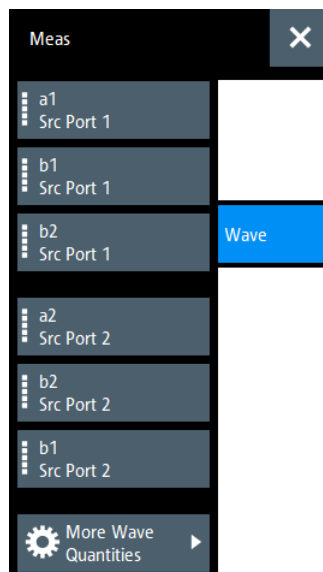 Meas
a1
Src Port 1
b1
Src Port 1
b2
Src Port 1
Wave
a2
Src Port 2
b2
Src Port 2
b1
Src Port 2
More Wave
Quantities